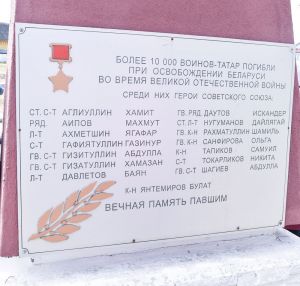 БОЛЕЕ 10 000 ВОИНОВ-ТАТАР ПОГИБЛИ
ПРИ ОСВОБОЖДЕНИИ БЕЛАРУСИ
ВО ВРЕМЯ ВЕЛИКОЙ ОТЕЧЕСТВЕННОЙ ВОЙНЫ
СРЕДИ НИХ ГЕРОИ СОВЕТСКОГО СОЮЗА:
СТ. С-Т АГЛИУЛЛИН ХАМИТ ГВ. РЯД. ДАУТОВ ИСКАНДЕР
РЯД. АИПОВ МАХМУТ СТ. Л-Т НУГУМАНОВ ДАЙЛЯГАЙ
Л-Т АХМЕТШИН ЯГАФАР ГВ. К-Н РАХМАТУЛЛИН ШАМИЛЬ
С-Т ГАФИЯТУЛЛИН ГАЗИНУР ГВ. К-Н САНФИРОВА ОЛЬГА
ГВ. С-Т ГИЗИТУЛЛИН АБДУЛЛА К-Н ТАПИКОВ САМУИЛ
ГВ. С-Т ГИЗАТУЛЛИН ХАМАЗАН С-Т ТОКАРЛИКОВ НИКИТА
Л-Т ДАВЛЕТОВ БАЯН ГВ. С-Т ШАГИЕВ АБДУЛЛА
К-Н ЯНТЕМИРОВ БУЛАТ
ВЕЧНАЯ ПАМЯТЬ ПАВШИМ